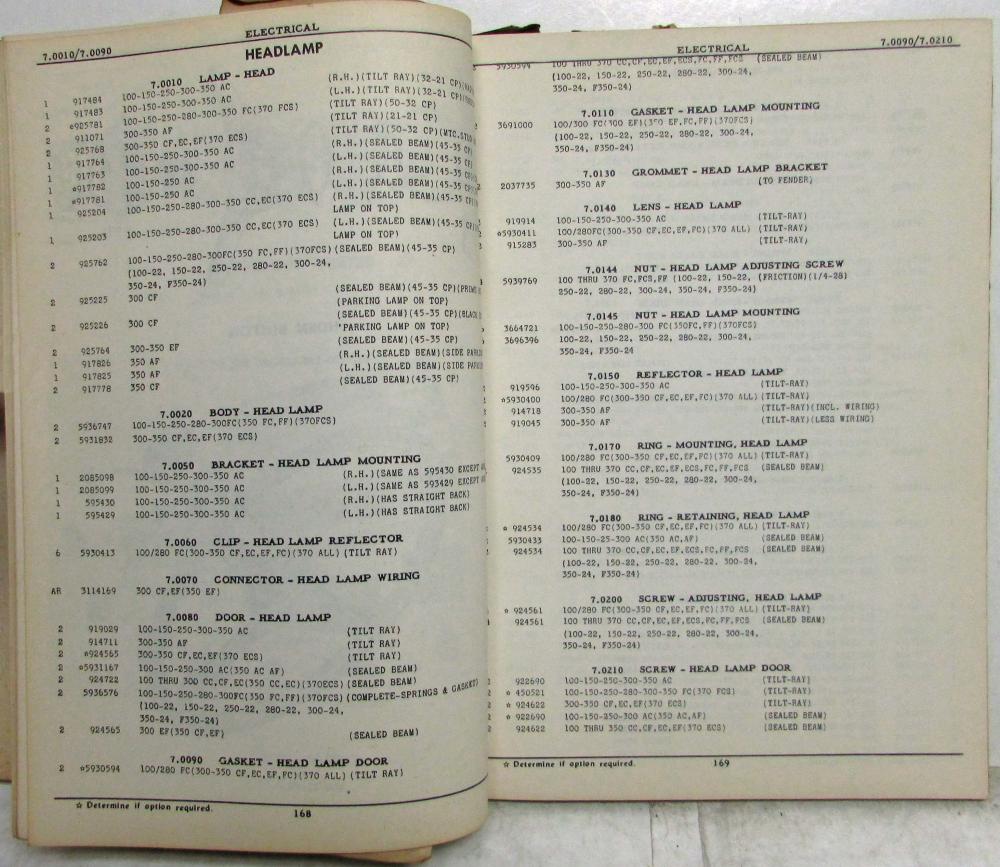 7.0010/7.0090
ELECTRICAL
HEADLAMP
7.0010 LAMP - HEAD
1 917484 100-150-250-300-350 AC (R.H.)(TILT RAY)(32-21 CP)
1 917483 100-150-250-300-350 AC (L.H.)(TILT RAY)(32-21 CP)
2 ¢925781 100-150-250-280-300-350 FC(370 FCS) (TILT RAY)(50-32 CP)
2 911071 300-350 AF (TILT RAY)(21-21 CP)
2 925768 300-350 CF,EC,EF(370 ECS) (TILT RAY)(50-32 CP)
1 917764 100-150-250-300-350 AC (R.H.)(SEALED BEAM)(45-35 CP)
1 917763 100-150-250-300-350 AC (L.H.)(SEALED BEAM)(45-35
1 ☆917782 100-150-250 AC (R.H.)(SEALED BEAM)(45-35
1 ☆917781 100-150-250 AC (L.H.)(SEALED BEAM)(45-35
1 925204 100-150-250-280-300-350 CC,EC(370 ECS) (R.H.)(SEALED BEAM)(45-35 CP)
LAMP ON TOP)
1 925203 100-150-250-280-300-350 CC,EC(370 ECS) (L.H.)(SEALED BEAM)(45-35
LAMP ON TOP)
2 925762 100-150-250-280-300FC(350 FC,FF)(370FCS)(SEALED BEAM)(45-35 CP)
(100-22, 150-22, 250-22, 280-22, 300-24,
350-24, F350-24)
2 925225 300 CF (SEALED BEAM)(45-35 CP)
(PARKING LAMP ON TOP)
2 925226 300 CF (SEALED BEAM)(45-35 CP)
(PARKING LAMP ON TOP)
2 925764 300-350 EF (SEALED BEAM)(45-35 CP)
1 917826 350 AF (R.H.)(SEALED BEAM)(SIDE
1 917825 350 AF (L.H.)(SEALED BEAM)(SIDE
2 917778 350 CF (SEALED BEAM)(45-35 CP)
7.0020 BODY - HEAD LAMP
2 5936747 100-150-250-280-300FC(350 FC,FF)(370FCS)
2 5931832 300-350 CF,EC,EF(370 ECS)
7.0050 BRACKET - HEAD LAMP MOUNTING
1 2085098 100-150-250-300-350 AC (R.H.)(SAME AS 595430 EXCEPT
1 2085099 100-150-250-300-350 AC (L.H.)(SAME AS 593429 EXCEPT
1 595430 100-150-250-300-350 AC (R.H.)(HAS STRAIGHT BACK)
1 595429 100-150-250-300-350 AC (L.H.)(HAS STRAIGHT BACK)
7.0060 CLIP - HEAD LAMP REFLECTOR
6 5930413 100/280 FC(300-350 CF,EC,EF,FC)(370 ALL)(TILT RAY)
7.0070 CONNECTOR - HEAD LAMP WIRING
AR 3114169 300 CF,EF(350 EF)
7.0080 DOOR - HEAD LAMP
2 919029 100-150-250-300-350 AC (TILT RAY)
2 914711 300-350 AF (TILT RAY)
2 ☆924565 300-350 CF,EC,EF(370 ECS) (TILT RAY)
2 ☆5931167 100-150-250-300 AC(350 AC AF) (SEALED BEAM)
2 924722 100 THRU 300 CC,CF,EC(350 CC,EC)(370ECS)(SEALED BEAM)
2 5936576 100-150-250-280-300FC(350 FC,FF)(370FCS)(COMPLETE-SPRINGS & GASKET)
(100-22, 150-22, 250-22, 280-22, 300-24,
350-24, F350-24)
2 924565 300 EF(350 CF,EF) (SEALED BEAM)
7.0090 GASKET - HEAD LAMP DOOR
2 ☆5930594 100/280 FC(300-350 CF,EC,EF,FC)(370 ALL)(TILT RAY)
☆ Determine if option required.
168
ELECTRICAL
7.0090/7.0210
5930594 100 THRU 370 CC,CF,EC,EF,ECS,FC,FF,FCS (SEALED BEAM)
(100-22, 150-22, 250-22, 280-22, 300-24,
350-24, F350-24)
7.0110 GASKET - HEAD LAMP MOUNTING
3691000 100/300 FC(300 EF)(350 EF,FC,FF)(370FCS)
(100-22, 150-22, 250-22, 280-22, 300-24,
350-24, F350-24)
7.0130 GROMMET - HEAD LAMP BRACKET
2037735 300-350 AF (TO FENDER)
7.0140 LENS - HEAD LAMP
919914 100-150-250-300-350 AC (TILT-RAY)
☆5930411 100/280FC(300-350 CF,EC,EF,FC)(370 ALL) (TILT-RAY)
915283 300-350 AF (TILT-RAY)
7.0144 NUT - HEAD LAMP ADJUSTING SCREW
5939769 100 THRU 370 FC,FCS,FF (100-22, 150-22, (FRICTION)(1/4-28)
250-22, 280-22, 300-24, 350-24, F350-24)
7.0145 NUT - HEAD LAMP MOUNTING
3664721 100-150-250-280-300 FC(350FC,FF)(370FCS)
3696396 100-22, 150-22, 250-22, 280-22, 300-24,
350-24, F350-24
7.0150 REFLECTOR - HEAD LAMP
919596 100-150-250-300-350 AC (TILT-RAY)
☆5930400 100/280 FC(300-350 CF,EC,EF,FC)(370 ALL)(TILT-RAY)
914718 300-350 AF (TILT-RAY)(INCL. WIRING)
919045 300-350 AF (TILT-RAY)(LESS WIRING)
7.0170 RING - MOUNTING, HEAD LAMP
5930409 100/280 FC(300-350 CF,EC,EF,FC)(370 ALL)(TILT-RAY)
924535 100 THRU 370 CC,CF,EC,EF,ECS,FC,FF,FCS (SEALED BEAM)
(100-22, 150-22, 250-22, 280-22, 300-24,
350-24, F350-24)
7.0180 RING - RETAINING, HEAD LAMP
☆ 924534 100/280 FC(300-350 CF,EC,EF,FC)(370 ALL)(TILT-RAY)
5930433 100-150-25-300 AC(350 AC,AF) (SEALED BEAM)
924534 100 THRU 370 CC,CF,EC,EF,ECS,FC,FF,FCS (SEALED BEAM)
(100-22, 150-22, 250-22, 280-22, 300-24,
350-24, F350-24)
7.0200 SCREW - ADJUSTING, HEAD LAMP
☆ 924561 100/280 FC(300-350 CF,EC,EF,FC)(370 ALL)(TILT-RAY)
924561 100 THRU 370 CC,CF,EC,EF,ECS,FC,FF,FCS (SEALED BEAM)
(100-22, 150-22, 250-22, 280-22, 300-24,
350-24, F350-24)
7.0210 SCREW - HEAD LAMP DOOR
922690 100-150-250-300-350 AC (TILT-RAY)
☆ 450521 100-150-250-280-300-350 FC(370 FCS) (TILT-RAY)
☆ 924622 300-350 CF,EC,EF(370 ECS) (TILT-RAY)
☆ 922690 100-150-250-300 AC(350 AC,AF) (SEALED BEAM)
924622 100 THRU 350 CC,CF,EC,EF(370 ECS) (SEALED BEAM)
☆ Determine if option required.
169